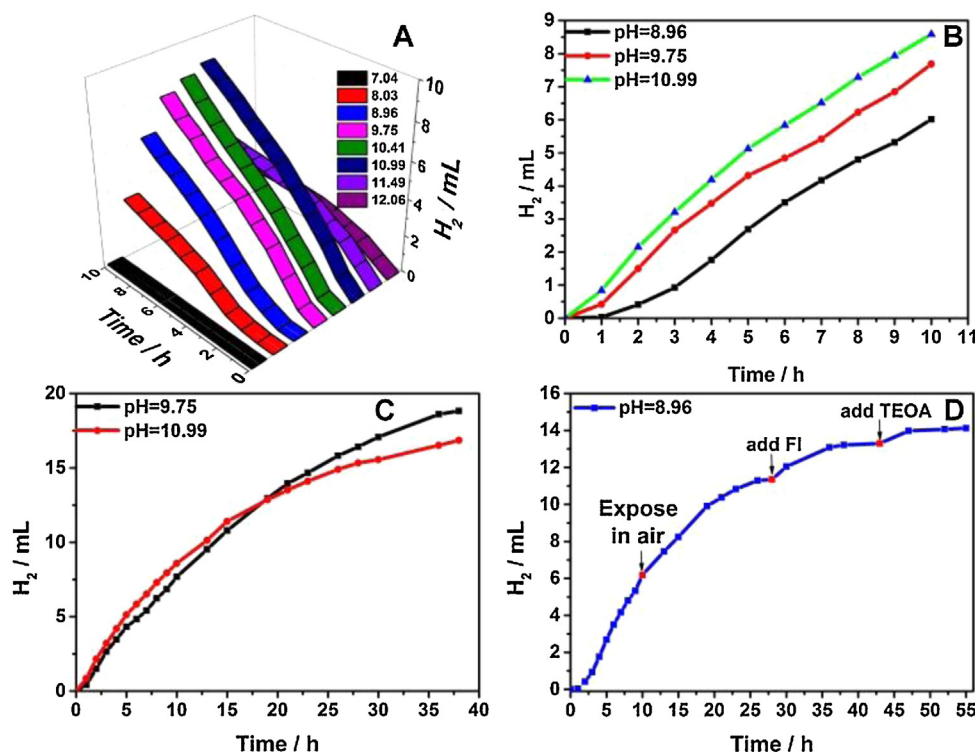 A
7.04
8.03
8.96
9.75
10.41
10.99
11.49
12.06
10
8
6
4
2
0
H2 / mL
10
8
6
4
2
0
Time / h
B
pH=8.96
pH=9.75
pH=10.99
9
8
7
6
5
4
3
2
1
0
H2 / mL
0 1 2 3 4 5 6 7 8 9 10 11
Time / h
C
pH=9.75
pH=10.99
20
15
10
5
0
H2 / mL
0 5 10 15 20 25 30 35 40
Time / h
D
pH=8.96
add TEOA
add Fl
Expose
in air
16
14
12
10
8
6
4
2
0
H2 / mL
0 5 10 15 20 25 30 35 40 45 50 55
Time / h